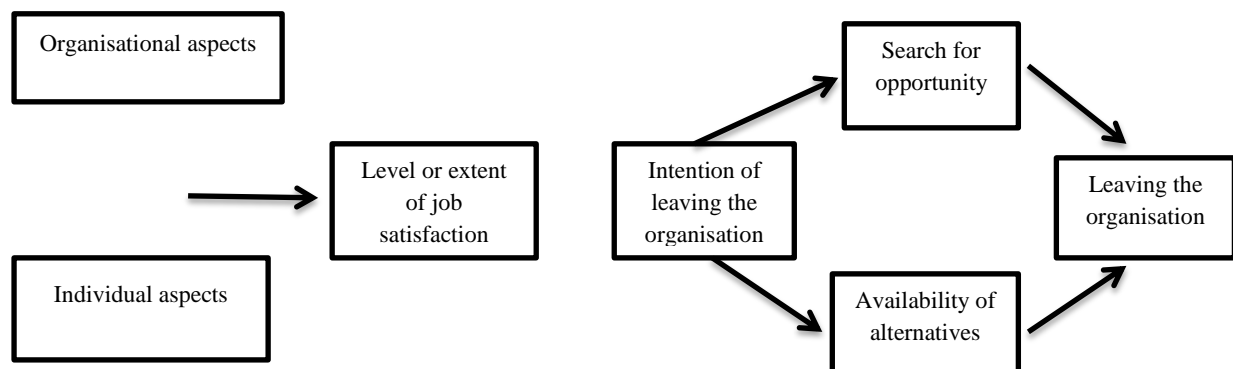 Organisational aspects
Individual aspects
Level or extent
of job
satisfaction
Intention of
leaving the
organisation
Search for
opportunity
Availability of
alternatives
Leaving the
organisation